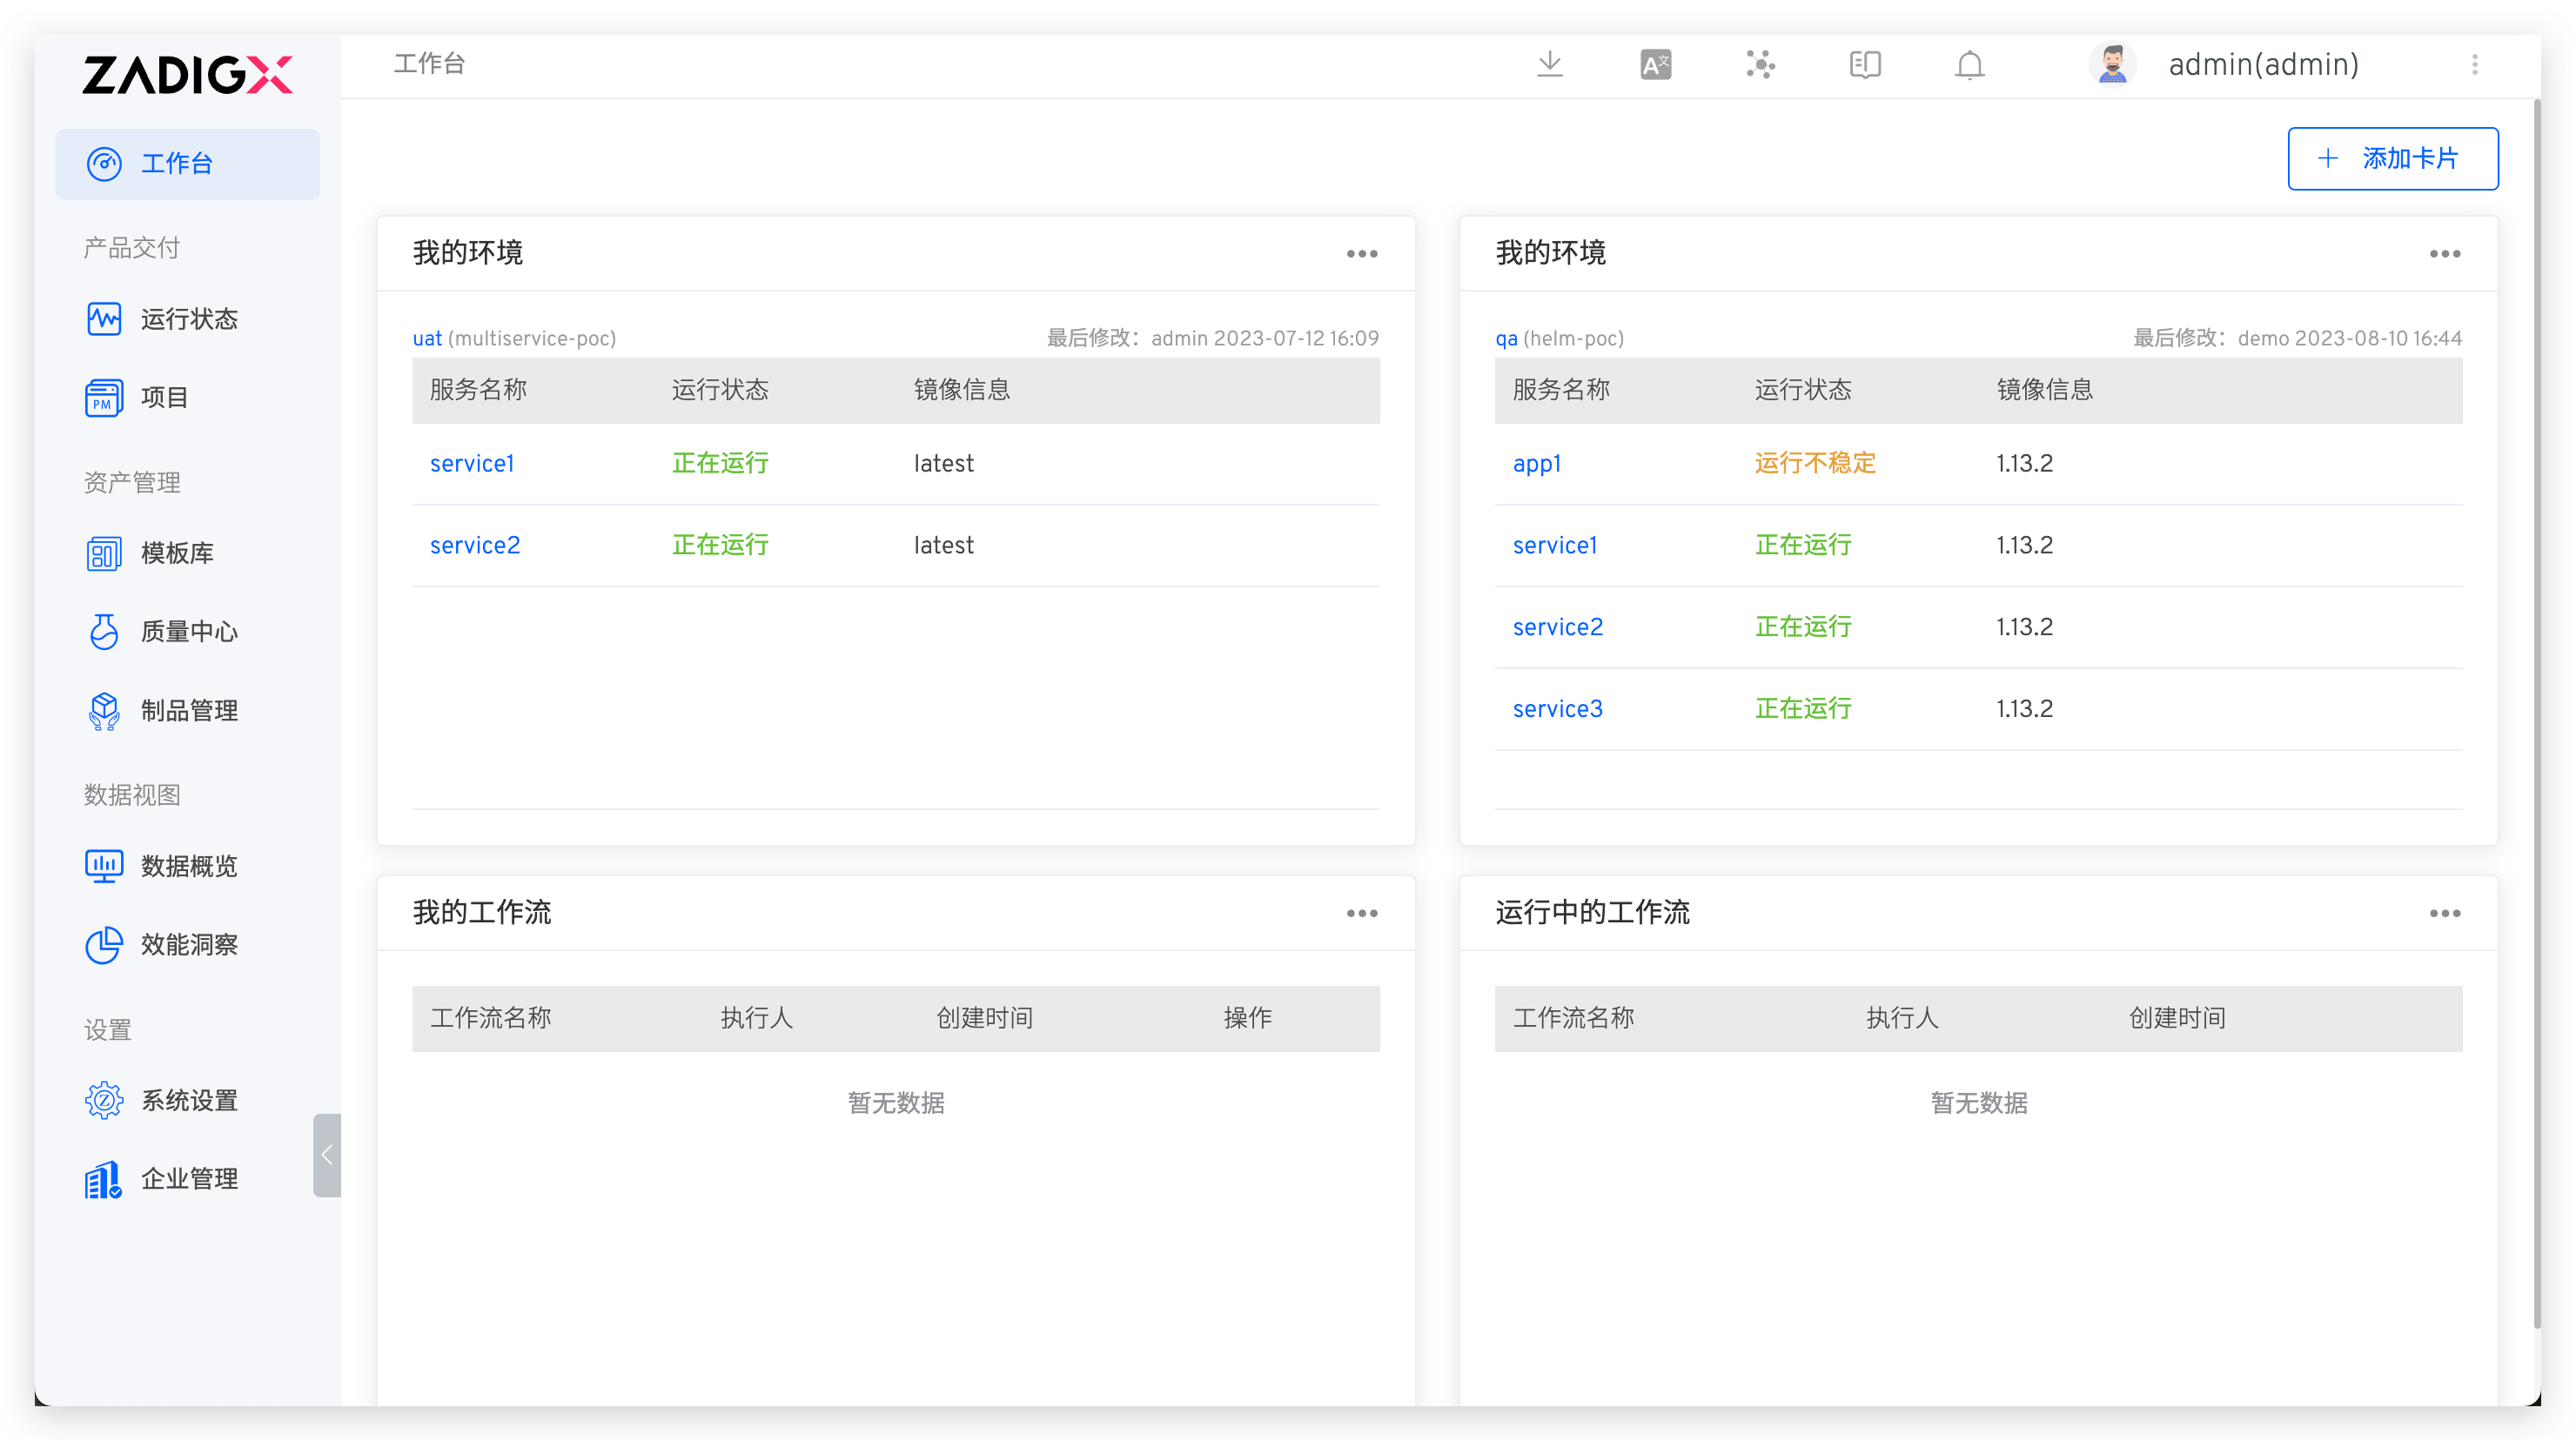 ZADIGX
工作台
产品交付
运行状态
PM
项目
资产管理
模板库
质量中心
制品管理
数据视图
数据概览
效能洞察
设置
Z
系统设置
企业管理
工作台
A文
admin(admin)
+ 添加卡片
我的环境
uat (multiservice-poc) 最后修改：admin 2023-07-12 16:09
服务名称 运行状态 镜像信息
service1 正在运行 latest
service2 正在运行 latest
我的环境
qa (helm-poc) 最后修改：demo 2023-08-10 16:44
服务名称 运行状态 镜像信息
app1 运行不稳定 1.13.2
service1 正在运行 1.13.2
service2 正在运行 1.13.2
service3 正在运行 1.13.2
我的工作流
工作流名称 执行人 创建时间 操作
暂无数据
运行中的工作流
工作流名称 执行人 创建时间
暂无数据